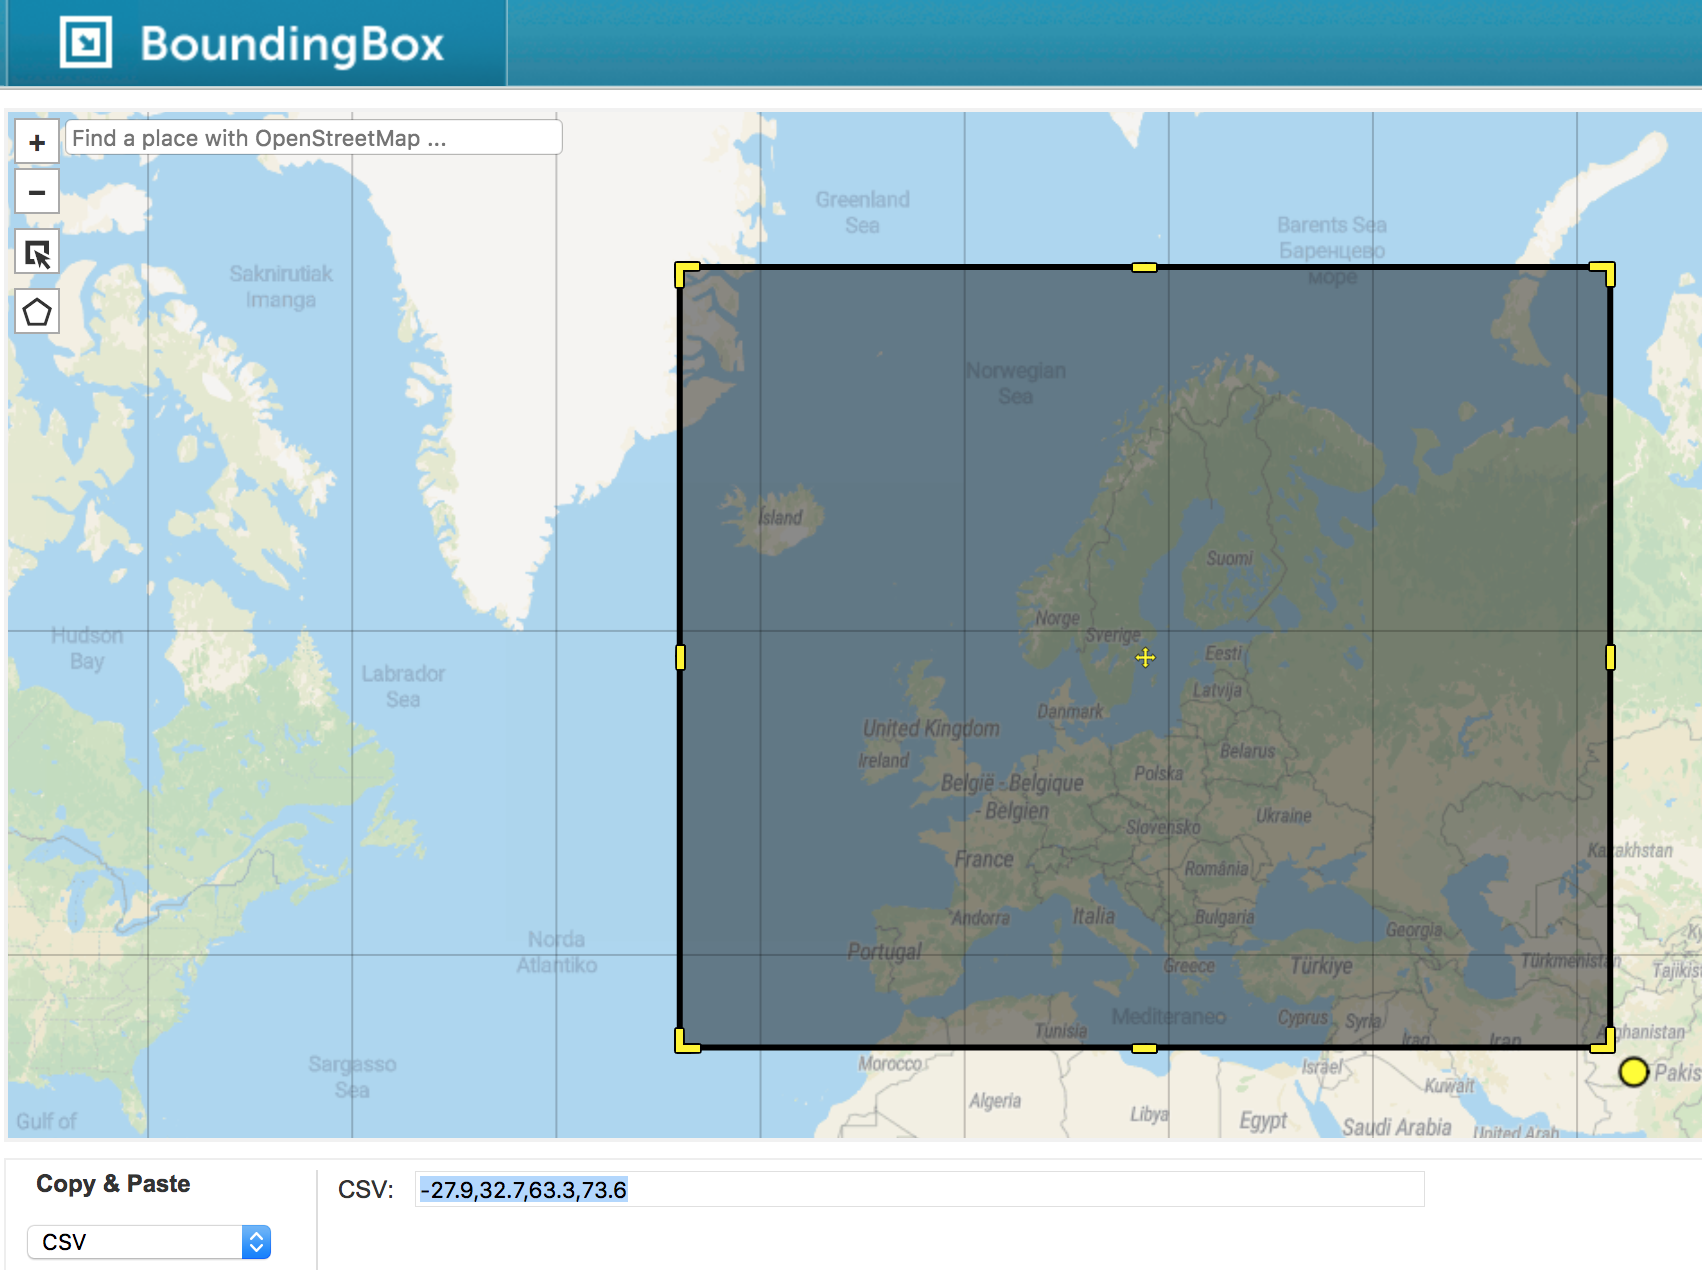 BoundingBox
+
Find a place with OpenStreetMap ...
−
Greenland
Sea
Barents Sea
Баренцево
море
Saknirutiak
Imanga
Norwegian
Sea
Ísland
Suomi
Norge
Sverige
Hudson
Bay
Eesti
Labrador
Sea
Latvija
Danmark
United Kingdom
Ireland
Belarus
Polska
België - Belgique
- Belgien
Ukraine
Slovensko
France
Kazakhstan
România
Andorra
Italia
Bulgaria
Georgia
Norda
Atlantiko
Portugal
Greece
Türkiye
Türkmenistan
Tajikis
Mediteraneo
Cyprus
Syria
Tunisia
Iraq
Iran
Afghanistan
Morocco
Israel
Pakis
Sargasso
Sea
Kuwait
Algeria
Libya
Egypt
Saudi Arabia
United Arab
Gulf of
Copy & Paste
CSV:
-27.9,32.7,63.3,73.6
CSV